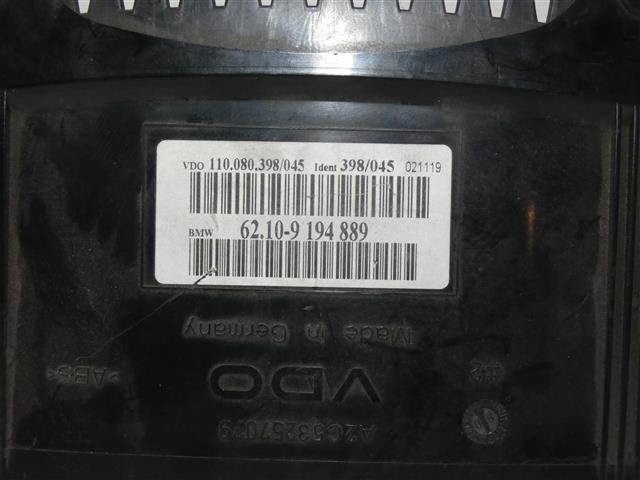 VDO 110.080.398/045 Ident 398/045 021119
BMW 62.10-9 194 889
Made In Germany
VDO
>ABS<